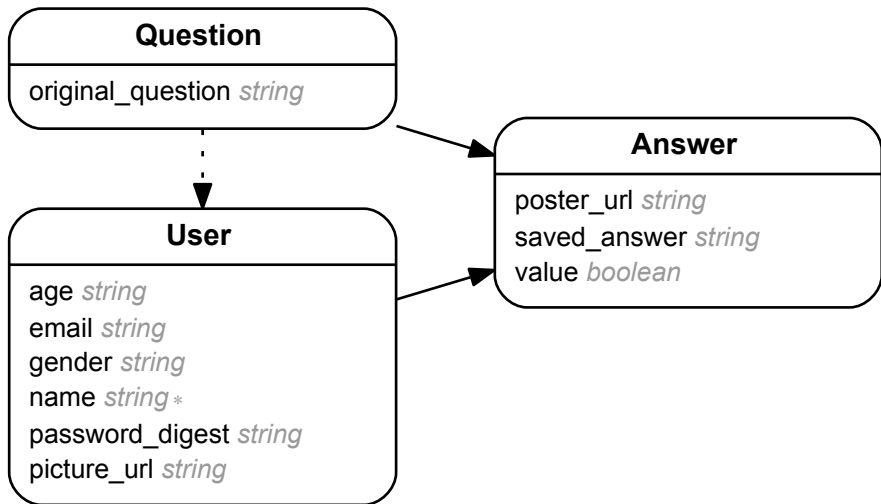 Question
original_question string
Answer
poster_url string
saved_answer string
value boolean
User
age string
email string
gender string
name string *
password_digest string
picture_url string